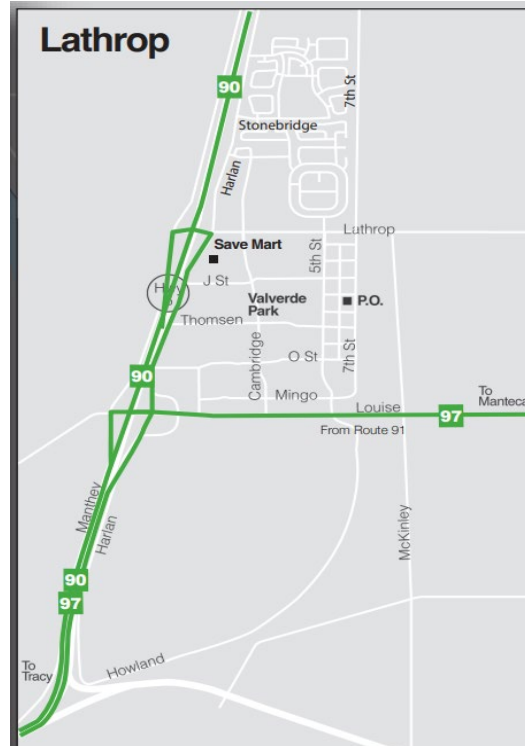 Lathrop
90
7th St
Stonebridge
Harlan
Luthrop
Save Mart
5th St
J St
Valverde
Park
P.O.
Thomsen
7th St
O St
90
Cambridge
Mingo
Louise
97
To
Manteca
From Route 91
Manthey
Harlan
McKinley
90
97
To
Tracy
Howland